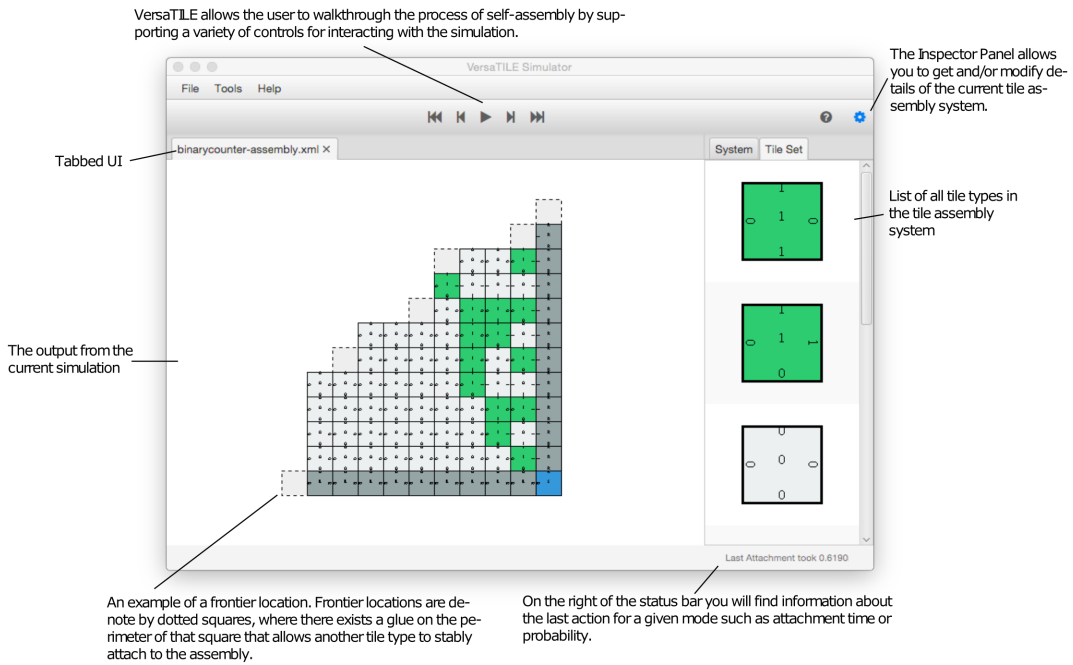 VersaTILE allows the user to walkthrough the process of self-assembly by sup-
porting a variety of controls for interacting with the simulation.
The Inspector Panel allows
you to get and/or modify de-
tails of the current tile as-
sembly system.
VersaTILE Simulator
File Tools Help
binarycounter-assembly.xml ×
System Tile Set
Tabbed UI
1
0 1 0
1
List of all tile types in
the tile assembly
system
0 1 1
0
The output from the
current simulation
0
0 0 0
0
Last Attachment took 0.6190
An example of a frontier location. Frontier locations are de-
note by dotted squares, where there exists a glue on the pe-
rimeter of that square that allows another tile type to stably
attach to the assembly.
On the right of the status bar you will find information about
the last action for a given mode such as attachment time or
probability.